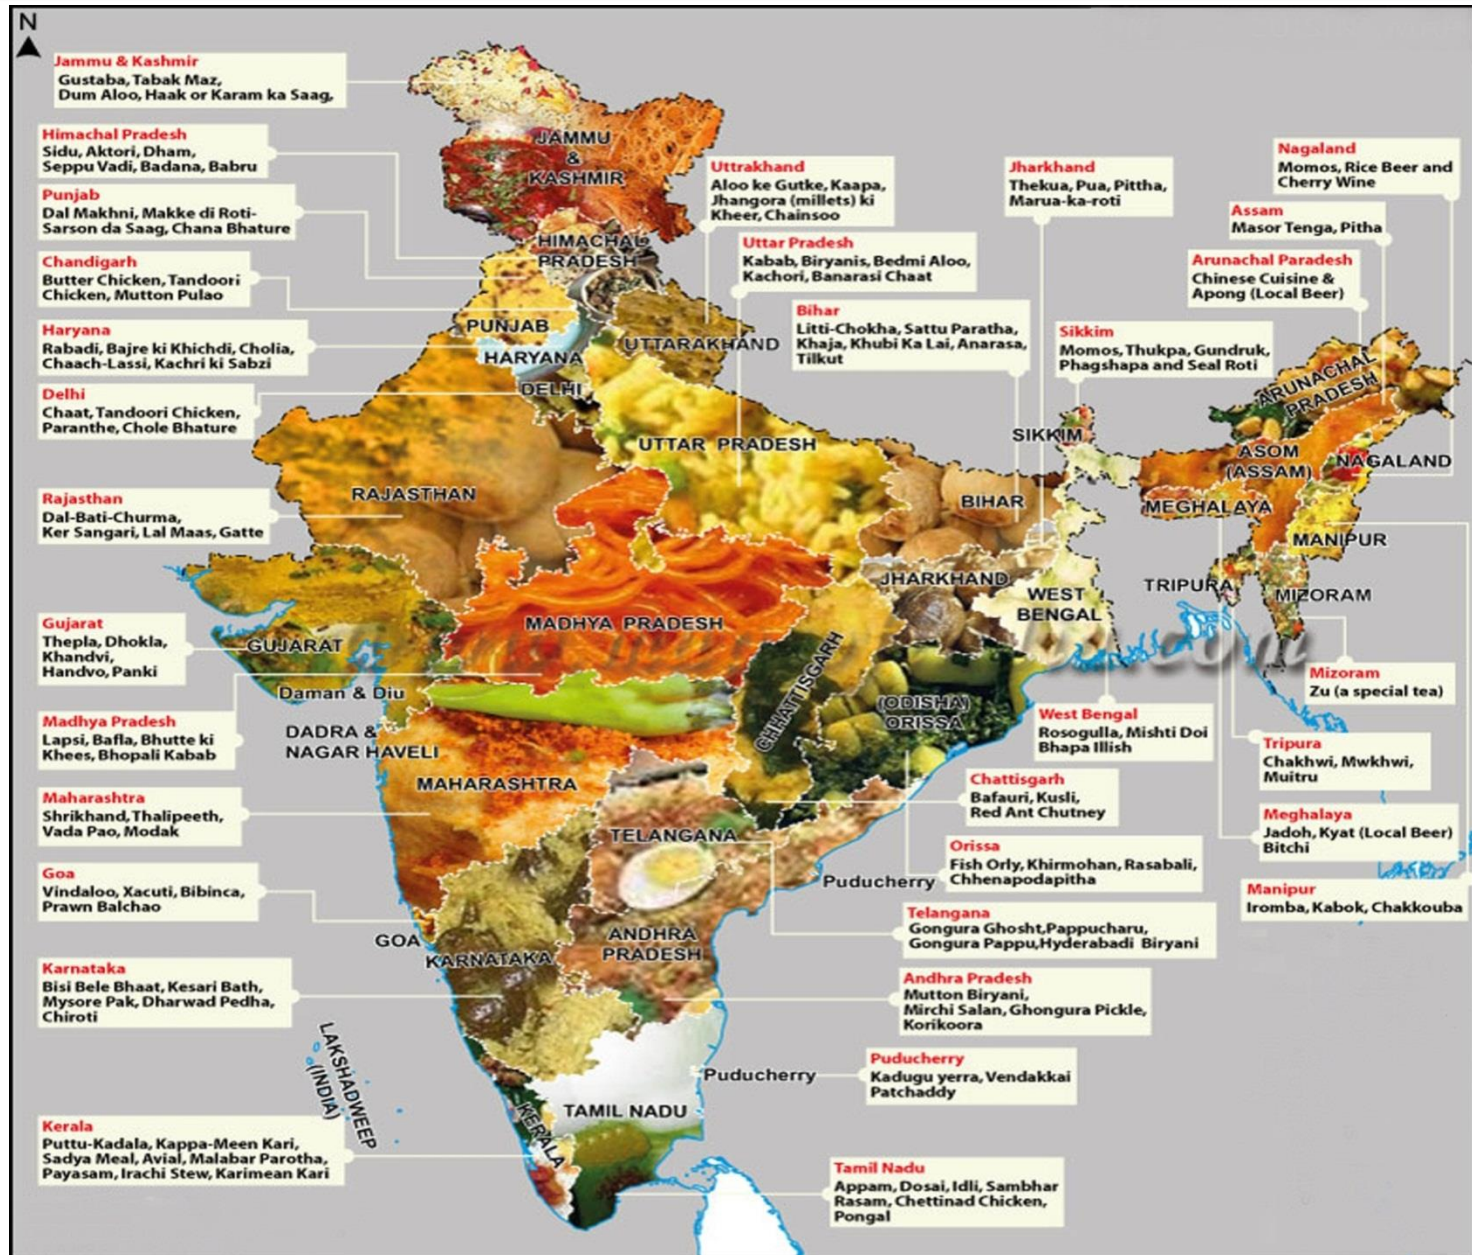 N
Jammu & Kashmir
Gustaba, Tabak Maz,
Dum Aloo, Haak or Karam ka Saag,
Himachal Pradesh
Sidu, Aktori, Dham,
Seppu Vadi, Badana, Babru
Punjab
Dal Makhni, Makke di Roti-
Sarson da Saag, Chana Bhature
Chandigarh
Butter Chicken, Tandoori
Chicken, Mutton Pulao
Haryana
Rabadi, Bajre ki Khichdi, Cholia,
Chaach-Lassi, Kachri ki Sabzi
Delhi
Chaat, Tandoori Chicken,
Paranthe, Chole Bhature
Rajasthan
Dal-Bati-Churma,
Ker Sangari, Lal Maas, Gatte
Gujarat
Thepla, Dhokla,
Khandvi,
Handvo, Panki
Madhya Pradesh
Lapsi, Bafla, Bhutte ki
Khees, Bhopali Kabab
Maharashtra
Shrikhand, Thalipeeth,
Vada Pao, Modak
Goa
Vindaloo, Xacuti, Bibinca,
Prawn Balchao
Karnataka
Bisi Bele Bhaat, Kesari Bath,
Mysore Pak, Dharwad Pedha,
Chiroti
Kerala
Puttu-Kadala, Kappa-Meen Kari,
Sadya Meal, Avial, Malabar Parotha,
Payasam, Irachi Stew, Karimean Kari
Uttrakhand
Aloo ke Gutke, Kaapa,
Jhangora (millets) ki
Kheer, Chainsoo
Uttar Pradesh
Kabab, Biryanis, Bedmi Aloo,
Kachori, Banarasi Chaat
Bihar
Litti-Chokha, Sattu Paratha,
Khaja, Khubi Ka Lai, Anarasa,
Tilkut
Jharkhand
Thekua, Pua, Pittha,
Marua-ka-roti
Sikkim
Momos, Thukpa, Gundruk,
Phagshapa and Seal Roti
Nagaland
Momos, Rice Beer and
Cherry Wine
Assam
Masor Tenga, Pitha
Arunachal Paradesh
Chinese Cuisine &
Apong (Local Beer)
JAMMU
&
KASHMIR
HIMACHAL
PRADESH
PUNJAB
HARYANA
UTTARAKHAND
DELHI
UTTAR PRADESH
RAJASTHAN
BIHAR
SIKKIM
ARUNACHAL
PRADESH
ASOM
(ASSAM)
NAGALAND
MEGHALAYA
MANIPUR
TRIPURA
MIZORAM
JHARKHAND
WEST
BENGAL
MADHYA PRADESH
GUJARAT
Daman & Diu
DADRA &
NAGAR HAVELI
CHHATTISGARH
(ODISHA)
ORISSA
MAHARASHTRA
TELANGANA
Puducherry
GOA
KARNATAKA
ANDHRA
PRADESH
LAKSHADWEEP
(INDIA)
Puducherry
TAMIL NADU
KERALA
.com
Mizoram
Zu (a special tea)
West Bengal
Rosogulla, Mishti Doi
Bhapa Illish
Tripura
Chakhwi, Mwkhwi,
Muitru
Chattisgarh
Bafauri, Kusli,
Red Ant Chutney
Meghalaya
Jadoh, Kyat (Local Beer)
Bitchi
Orissa
Fish Orly, Khirmohan, Rasabali,
Chhenapodapitha
Manipur
Iromba, Kabok, Chakkouba
Telangana
Gongura Ghosht,Pappucharu,
Gongura Pappu,Hyderabadi Biryani
Andhra Pradesh
Mutton Biryani,
Mirchi Salan, Ghongura Pickle,
Korikoora
Puducherry
Kadugu yerra, Vendakkai
Patchaddy
Tamil Nadu
Appam, Dosai, Idli, Sambhar
Rasam, Chettinad Chicken,
Pongal